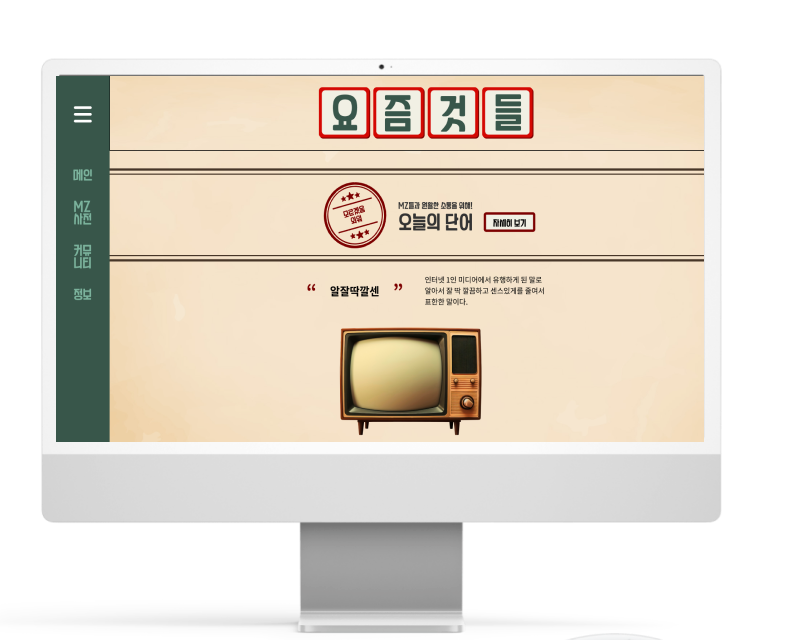 요즘것들
메인
MZ
사전
커뮤
니티
정보
모르것음
와봐
MZ들과 원활한 소통을 위해!
오늘의 단어
자세히 보기
“ 알잘딱깔센 ”
인터넷 1인 미디어에서 유행하게 된 말로
알아서 잘 딱 깔끔하고 센스있게를 줄여서
표한한 말이다.